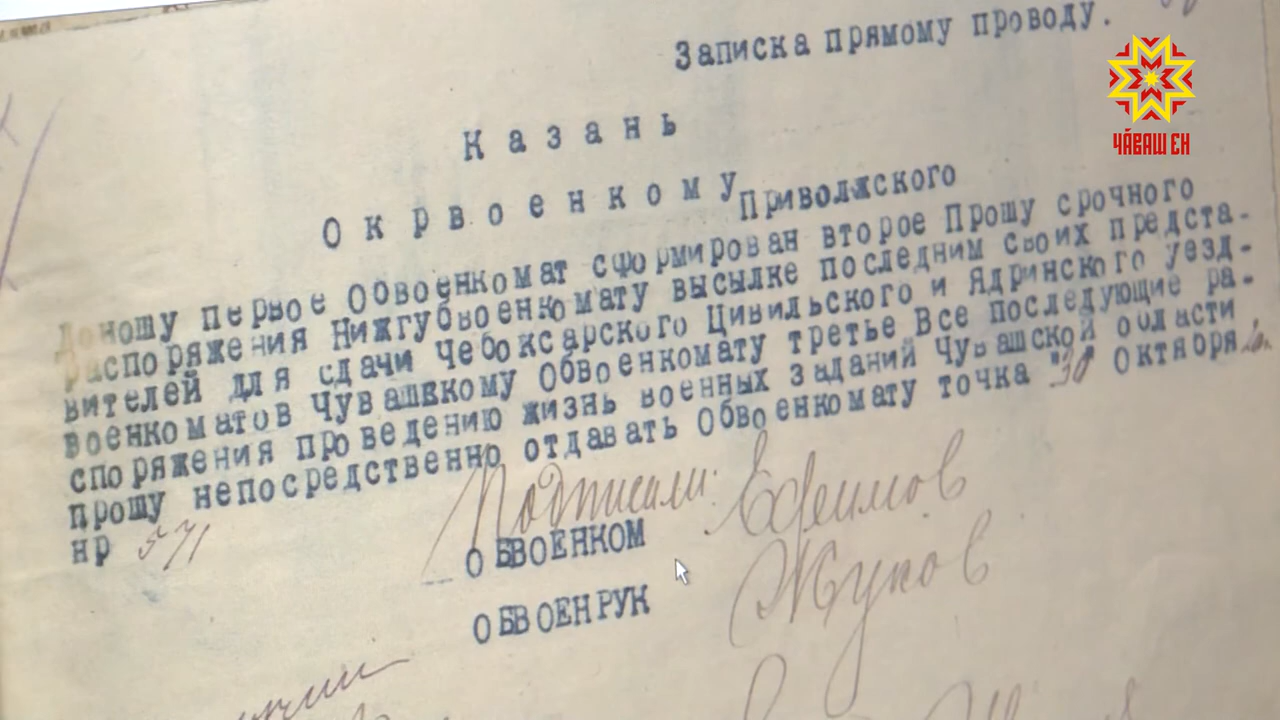 Записка прямому проводу.
ЧӐВАШ ЕН
Казань
Окрвоенкому Приволжского
Доношу первое Обвоенкомат сформирован второе Прошу срочного
распоряжения Нижгубвоенкомату высылке последним своих предста-
вителей для сдачи Чебоксарского Цивильского и Ядринского уезд-
военкоматов Чувашкому Обвоенкомату третье Все последующие ра-
споряжения проведению жизнь военных заданий Чувашской области
прошу непосредственно отдавать Обвоенкомату точка "30" Октября
нр 571
Подписали:
ОБВОЕНКОМ Ефимов
ОБВОЕНРУК Жуков